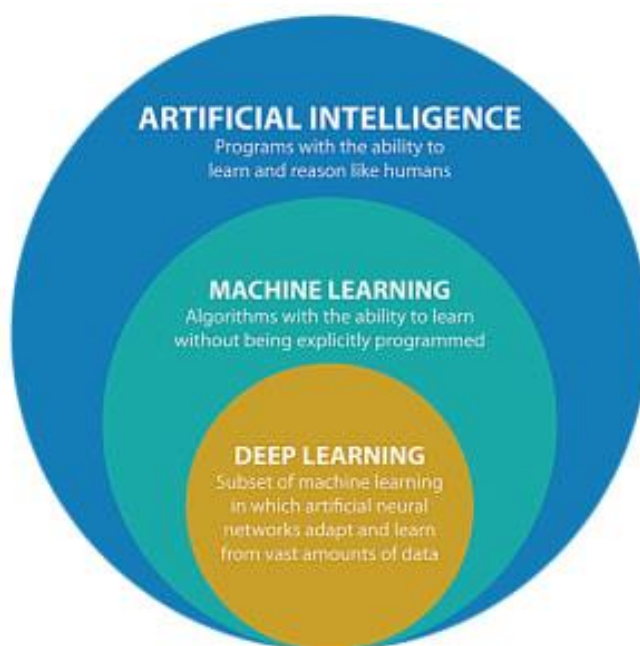 ARTIFICIAL INTELLIGENCE
Programs with the ability to
learn and reason like humans
MACHINE LEARNING
Algorithms with the ability to learn
without being explicitly programmed
DEEP LEARNING
Subset of machine learning
in which artificial neural
networks adapt and learn
from vast amounts of data